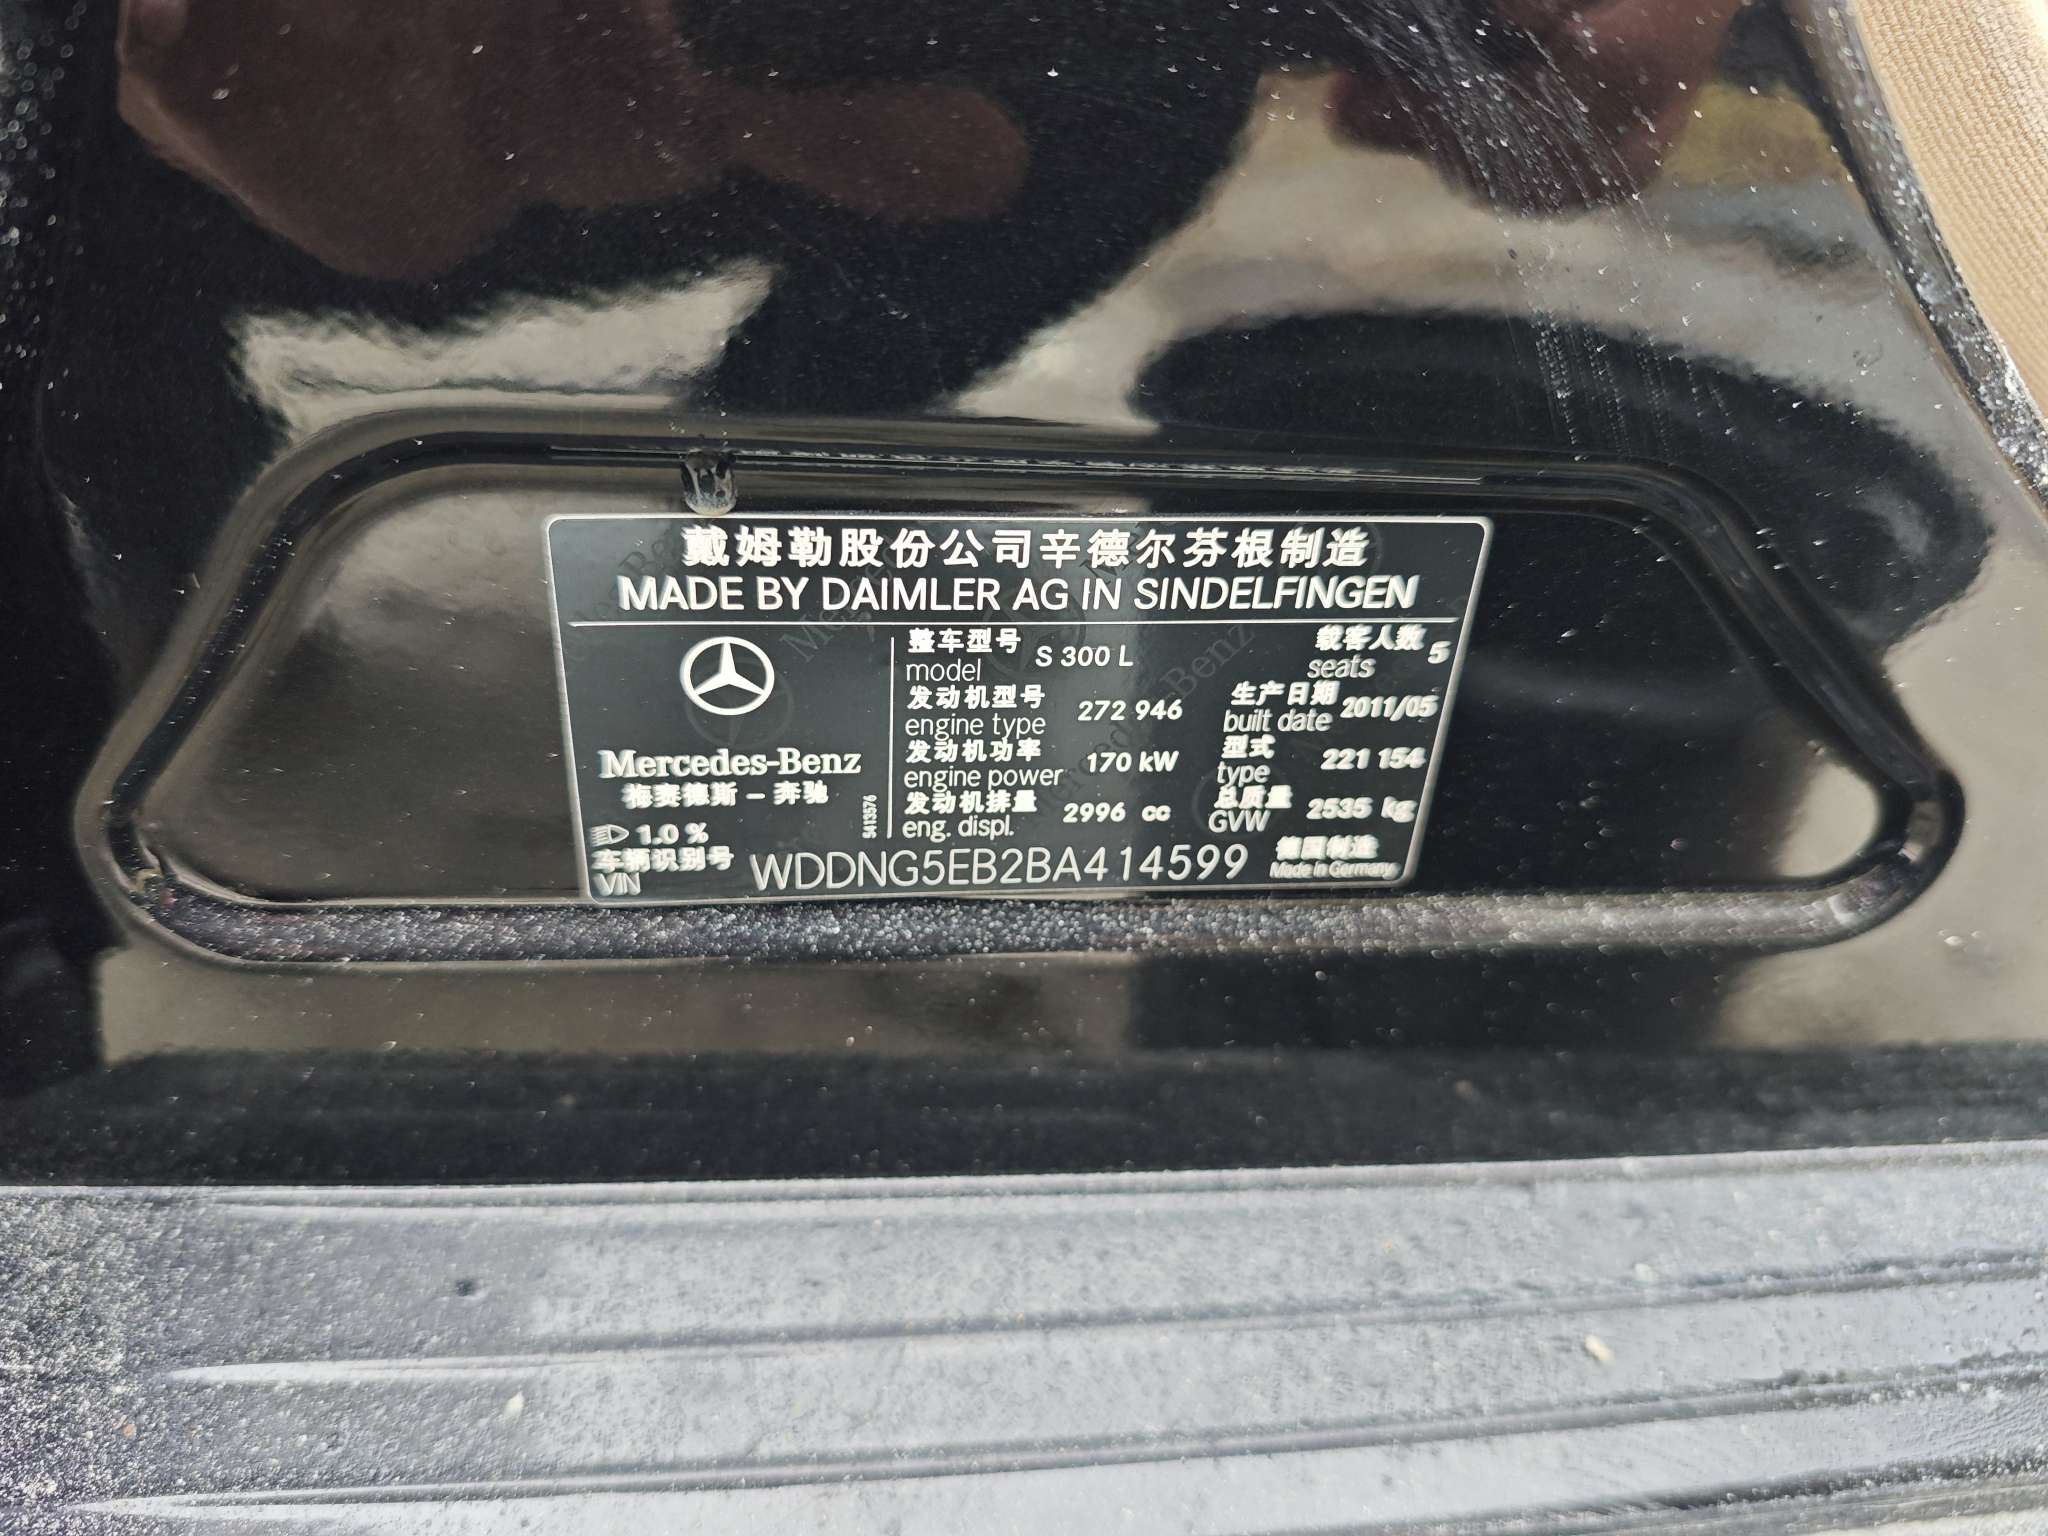 戴姆勒股份公司辛德尔芬根制造
MADE BY DAIMLER AG IN SINDELFINGEN
Mercedes-Benz
梅赛德斯－奔驰
1.0 %
5413576
整车型号
model S 300 L
载客人数
seats 5
发动机型号
engine type 272 946
生产日期
built date 2011/05
发动机功率
engine power 170 kW
型式
type 221 154
发动机排量
eng. displ. 2996 cc
总质量
GVW 2535 kg
车辆识别号
VIN WDDNG5EB2BA414599
德国制造
Made in Germany